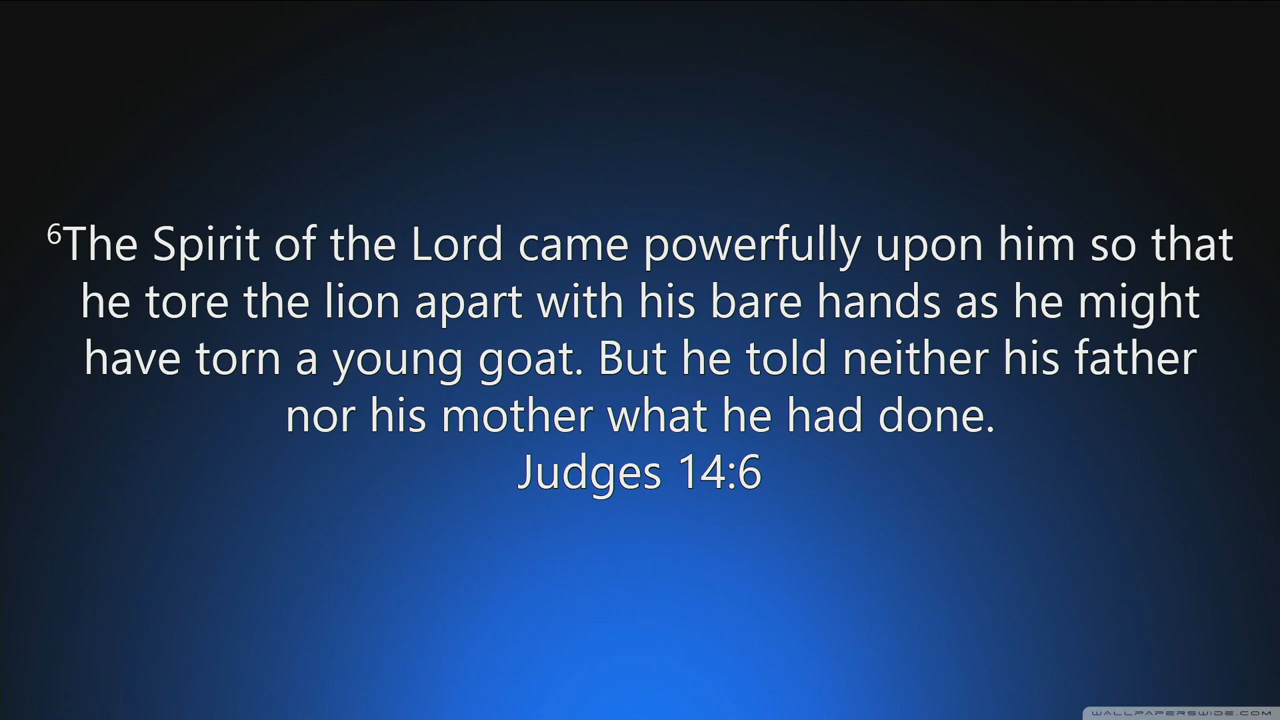 ⁶The Spirit of the Lord came powerfully upon him so that
he tore the lion apart with his bare hands as he might
have torn a young goat. But he told neither his father
nor his mother what he had done.
Judges 14:6
WALLPAPERSWIDE.COM